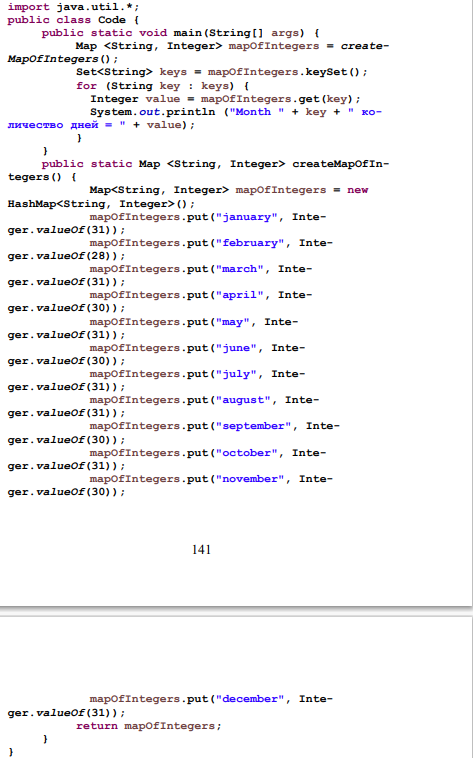 import java.util.*;
public class Code {
public static void main(String[] args) {
Map <String, Integer> mapOfIntegers = create-
MapOfIntegers();
Set<String> keys = mapOfIntegers.keySet();
for (String key : keys) {
Integer value = mapOfIntegers.get(key);
System.out.println ("Month " + key + " ко-
личество дней = " + value);
}
}
public static Map <String, Integer> createMapOfIn-
tegers() {
Map<String, Integer> mapOfIntegers = new
HashMap<String, Integer>();
mapOfIntegers.put("january", Inte-
ger.valueOf(31));
mapOfIntegers.put("february", Inte-
ger.valueOf(28));
mapOfIntegers.put("march", Inte-
ger.valueOf(31));
mapOfIntegers.put("april", Inte-
ger.valueOf(30));
mapOfIntegers.put("may", Inte-
ger.valueOf(31));
mapOfIntegers.put("june", Inte-
ger.valueOf(30));
mapOfIntegers.put("july", Inte-
ger.valueOf(31));
mapOfIntegers.put("august", Inte-
ger.valueOf(31));
mapOfIntegers.put("september", Inte-
ger.valueOf(30));
mapOfIntegers.put("october", Inte-
ger.valueOf(31));
mapOfIntegers.put("november", Inte-
ger.valueOf(30));
141
mapOfIntegers.put("december", Inte-
ger.valueOf(31));
return mapOfIntegers;
}
}